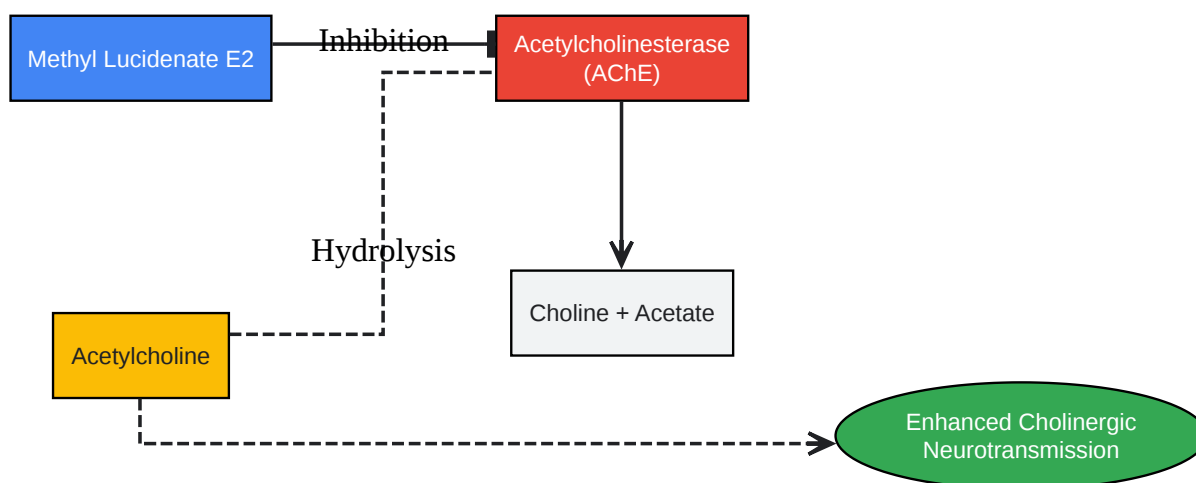 Methyl Lucidenate E2
Inhibition
Acetylcholinesterase
(AChE)
Hydrolysis
Choline + Acetate
Acetylcholine
Enhanced Cholinergic
Neurotransmission